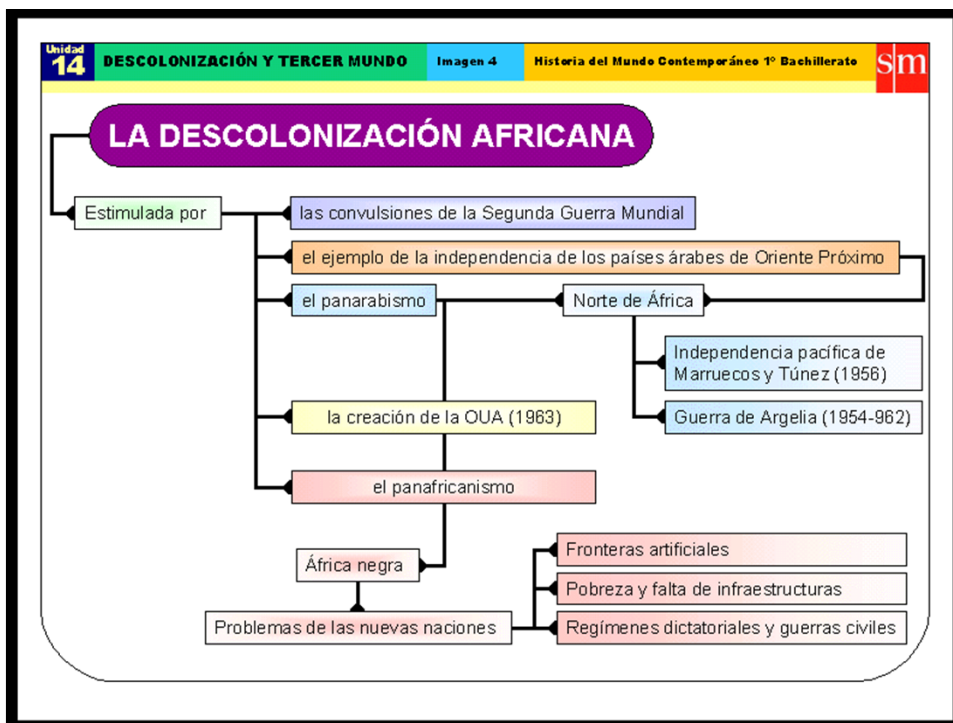 Unidad
14
DESCOLONIZACIÓN Y TERCER MUNDO
Imagen 4
Historia del Mundo Contemporáneo 1º Bachillerato
sm
LA DESCOLONIZACIÓN AFRICANA
Estimulada por
las convulsiones de la Segunda Guerra Mundial
el ejemplo de la independencia de los países árabes de Oriente Próximo
el panarabismo
Norte de África
Independencia pacífica de
Marruecos y Túnez (1956)
la creación de la OUA (1963)
Guerra de Argelia (1954-962)
el panafricanismo
África negra
Fronteras artificiales
Pobreza y falta de infraestructuras
Problemas de las nuevas naciones
Regímenes dictatoriales y guerras civiles